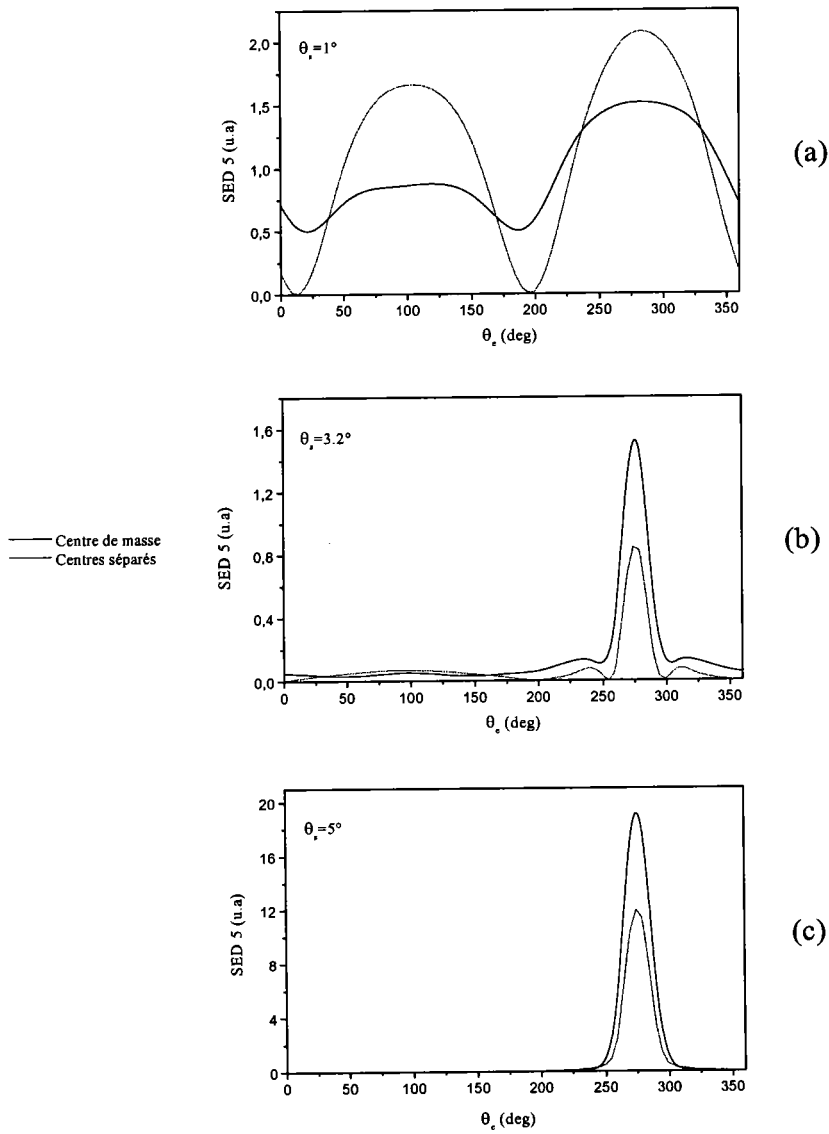 2,0
1,5
1,0
0,5
0,0
SED 5 (u.a)
θs=1°
0 50 100 150 200 250 300 350
θe (deg)
(a)
1,6
1,2
0,8
0,4
0,0
SED 5 (u.a)
θs=3.2°
0 50 100 150 200 250 300 350
θe (deg)
(b)
Centre de masse
Centres séparés
20
16
12
8
4
0
SED 5 (u.a)
θs=5°
0 50 100 150 200 250 300 350
θe (deg)
(c)